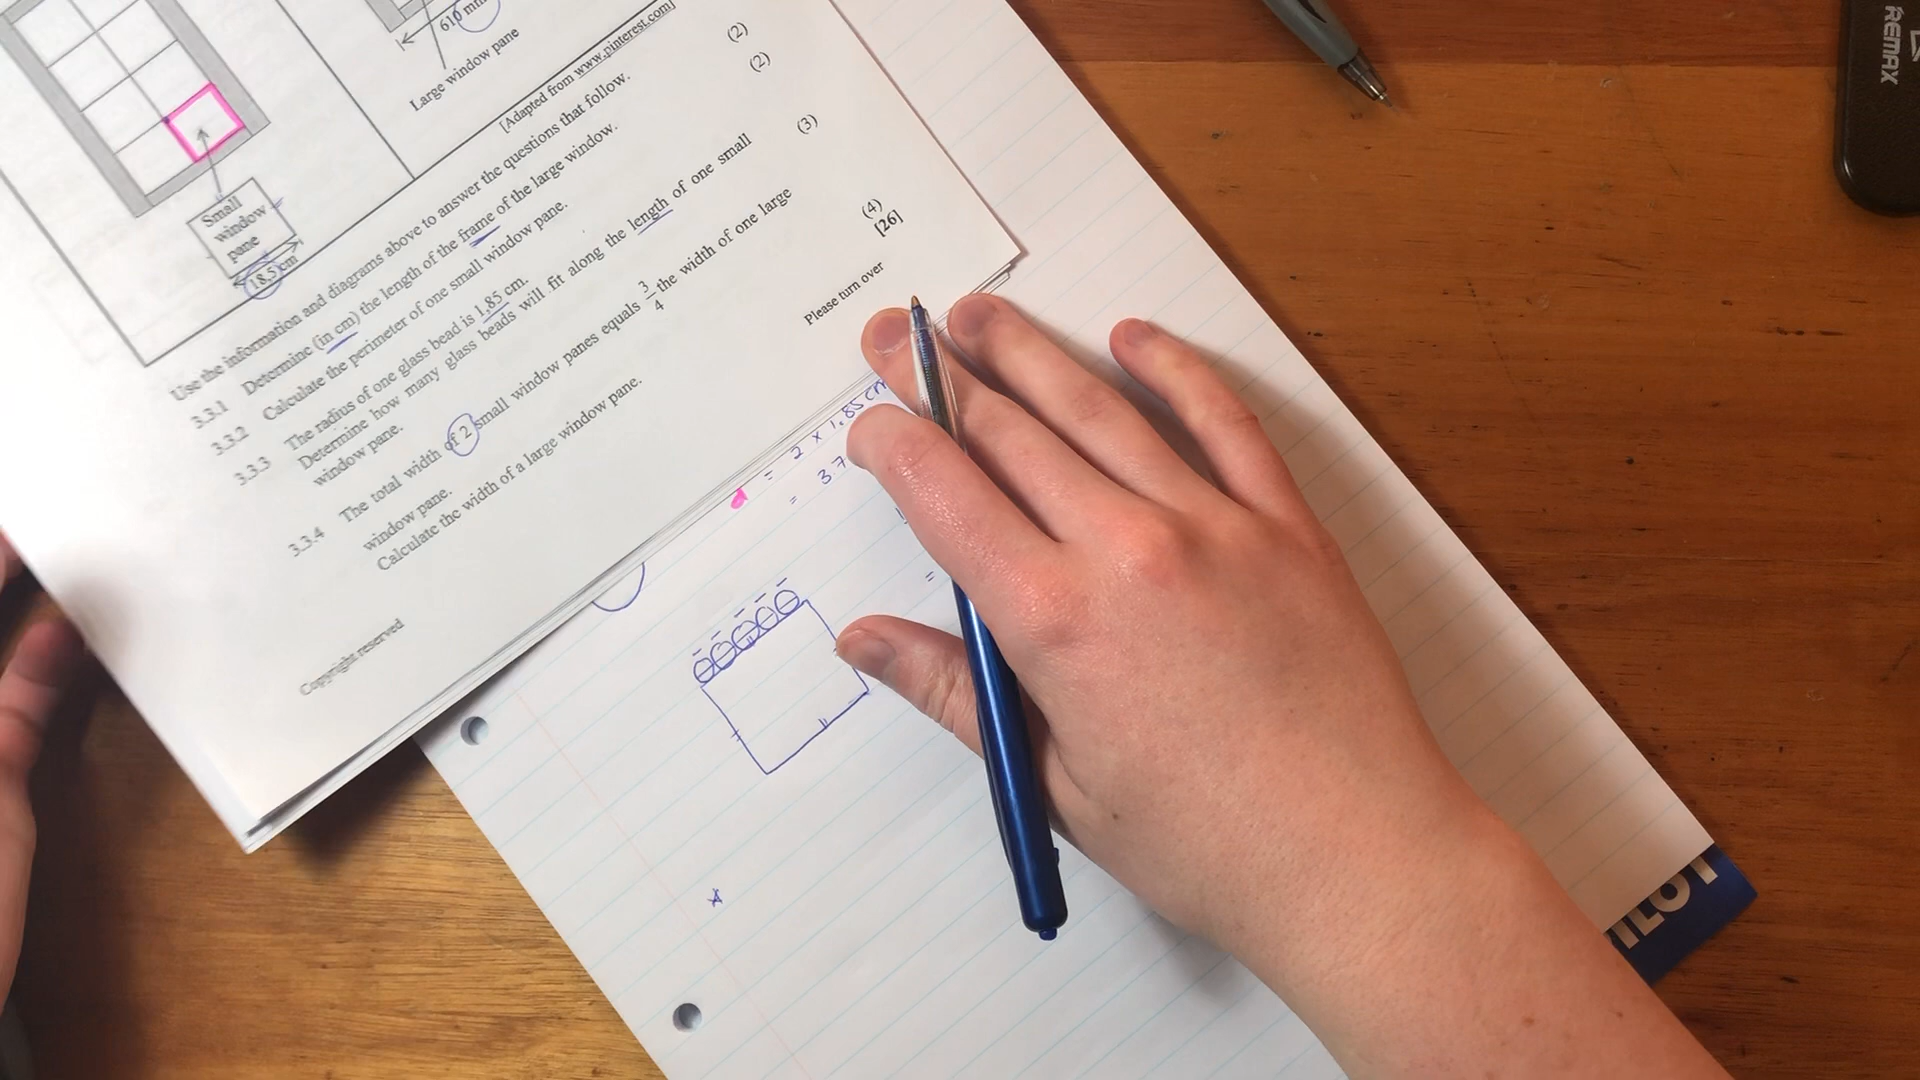 610 mm
Large window pane
[Adapted from www.pinterest.com]
Small
window
pane
18,5 cm
Use the information and diagrams above to answer the questions that follow.
3.3.1 Determine (in cm) the length of the frame of the large window. (2)
3.3.2 Calculate the perimeter of one small window pane. (2)
3.3.3 The radius of one glass bead is 1,85 cm.
Determine how many glass beads will fit along the length of one small
window pane. (3)
3.3.4 The total width of 2 small window panes equals 3/4 the width of one large
window pane.
Calculate the width of a large window pane. (4)
[26]
Copyright reserved
Please turn over
d = 2 × 1.85 cm
= 3.7
=
REMAX
PILOT